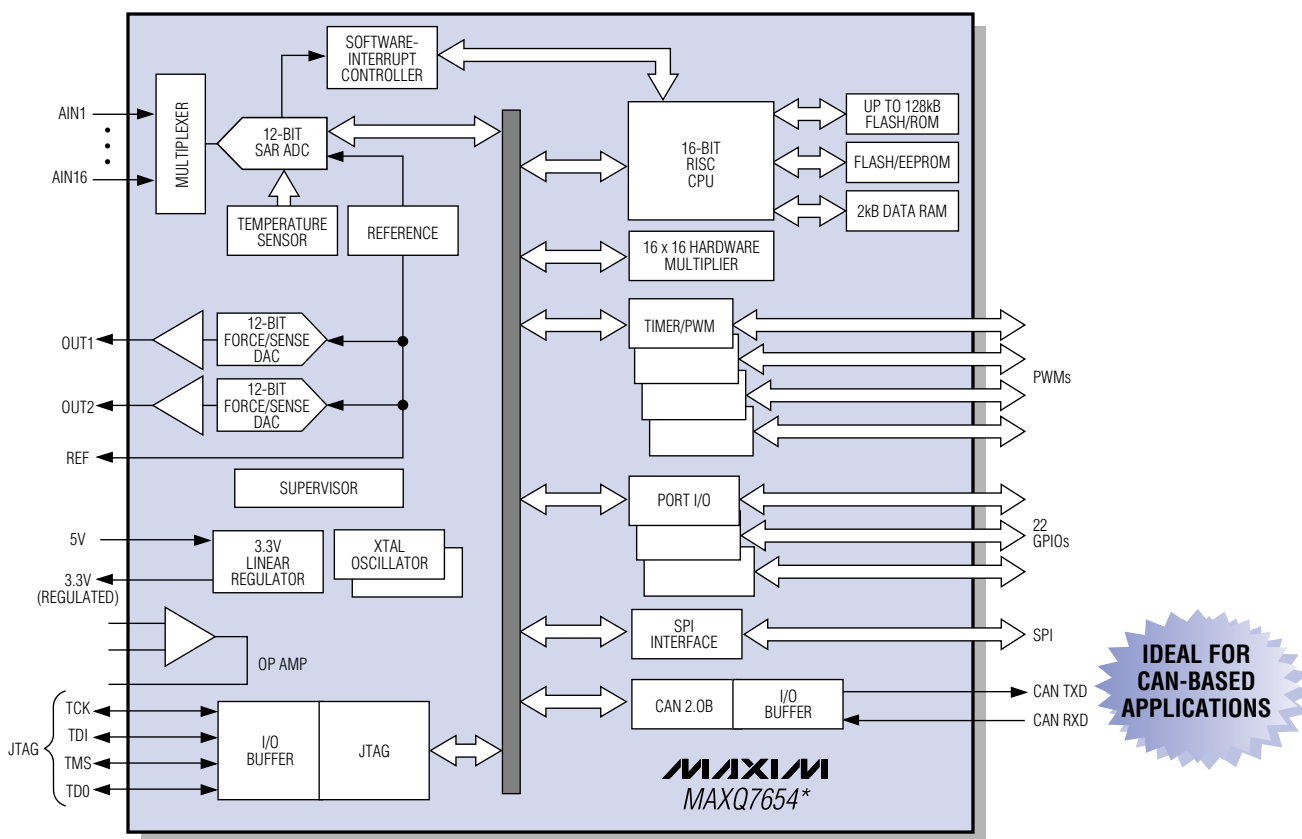 SOFTWARE-
INTERRUPT
CONTROLLER
AIN1
AIN16
MULTIPLEXER
12-BIT
SAR ADC
TEMPERATURE
SENSOR
REFERENCE
16-BIT
RISC
CPU
UP TO 128kB
FLASH/ROM
FLASH/EEPROM
2kB DATA RAM
16 x 16 HARDWARE
MULTIPLIER
OUT1
12-BIT
FORCE/SENSE
DAC
OUT2
12-BIT
FORCE/SENSE
DAC
REF
TIMER/PWM
PWMs
SUPERVISOR
5V
3.3V
(REGULATED)
3.3V
LINEAR
REGULATOR
XTAL
OSCILLATOR
PORT I/O
22
GPIOs
OP AMP
SPI
INTERFACE
SPI
JTAG
TCK
TDI
TMS
TD0
I/O
BUFFER
JTAG
CAN 2.OB
I/O
BUFFER
CAN TXD
CAN RXD
MAXIM
MAXQ7654*
IDEAL FOR
CAN-BASED
APPLICATIONS